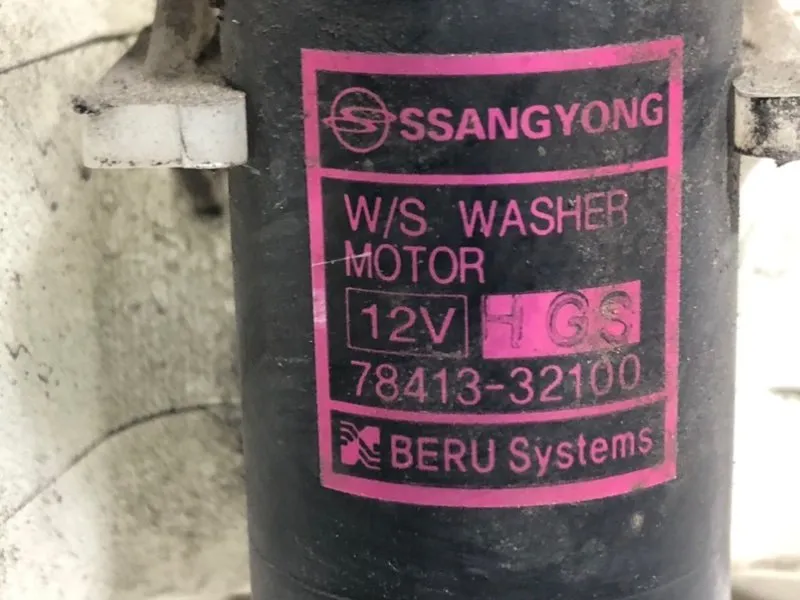 SSANGYONG
W/S WASHER
MOTOR
12V HGS
78413-32100
BERU Systems